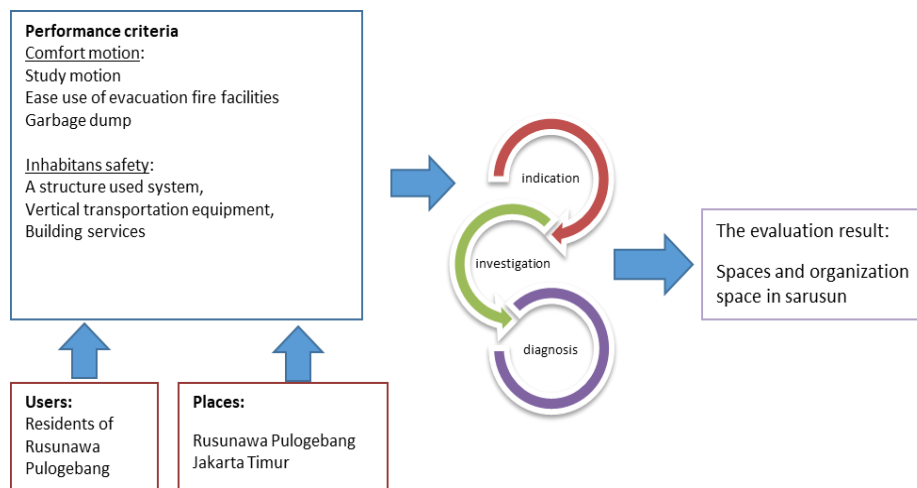 Performance criteria
Comfort motion:
Study motion
Ease use of evacuation fire facilities
Garbage dump
Inhabitans safety:
A structure used system,
Vertical transportation equipment,
Building services
Users:
Residents of
Rusunawa
Pulogebang
Places:
Rusunawa Pulogebang
Jakarta Timur
indication
investigation
diagnosis
The evaluation result:
Spaces and organization
space in sarusun